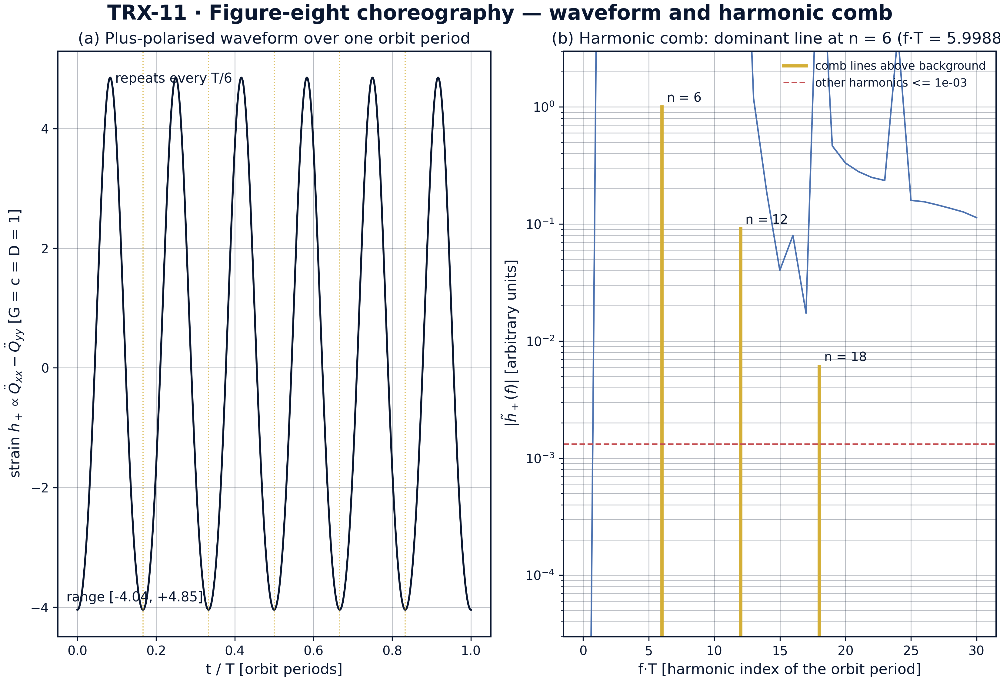 TRX-11 · Figure-eight choreography — waveform and harmonic comb
(a) Plus-polarised waveform over one orbit period
repeats every T/6
range [-4.04, +4.85]
4
2
0
−2
−4
0.0 0.2 0.4 0.6 0.8 1.0
t / T [orbit periods]
strain h₊ ∝ Q̈ₓₓ − Q̈_yy [G = c = D = 1]
(b) Harmonic comb: dominant line at n = 6 (f·T = 5.9988
comb lines above background
other harmonics <= 1e-03
n = 6
n = 12
n = 18
10⁰
10⁻¹
10⁻²
10⁻³
10⁻⁴
0 5 10 15 20 25 30
f·T [harmonic index of the orbit period]
|h̃₊(f)| [arbitrary units]